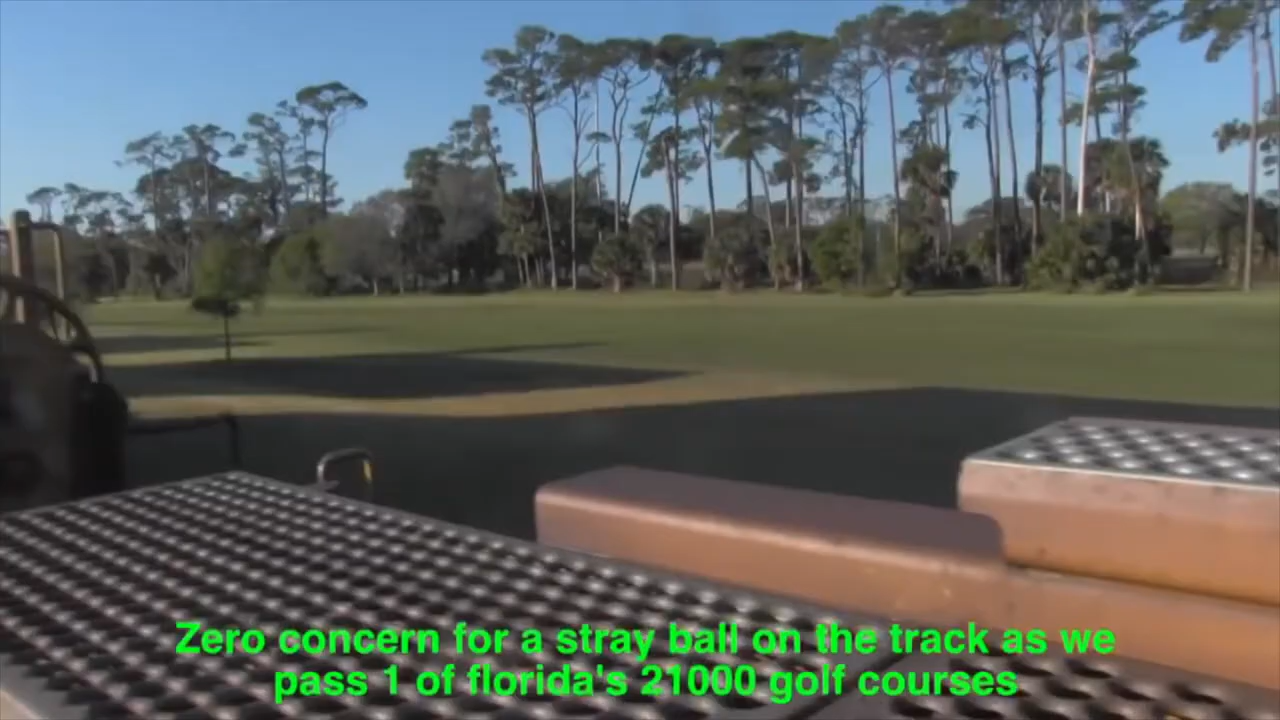 Zero concern for a stray ball on the track as we
pass 1 of florida's 21000 golf courses